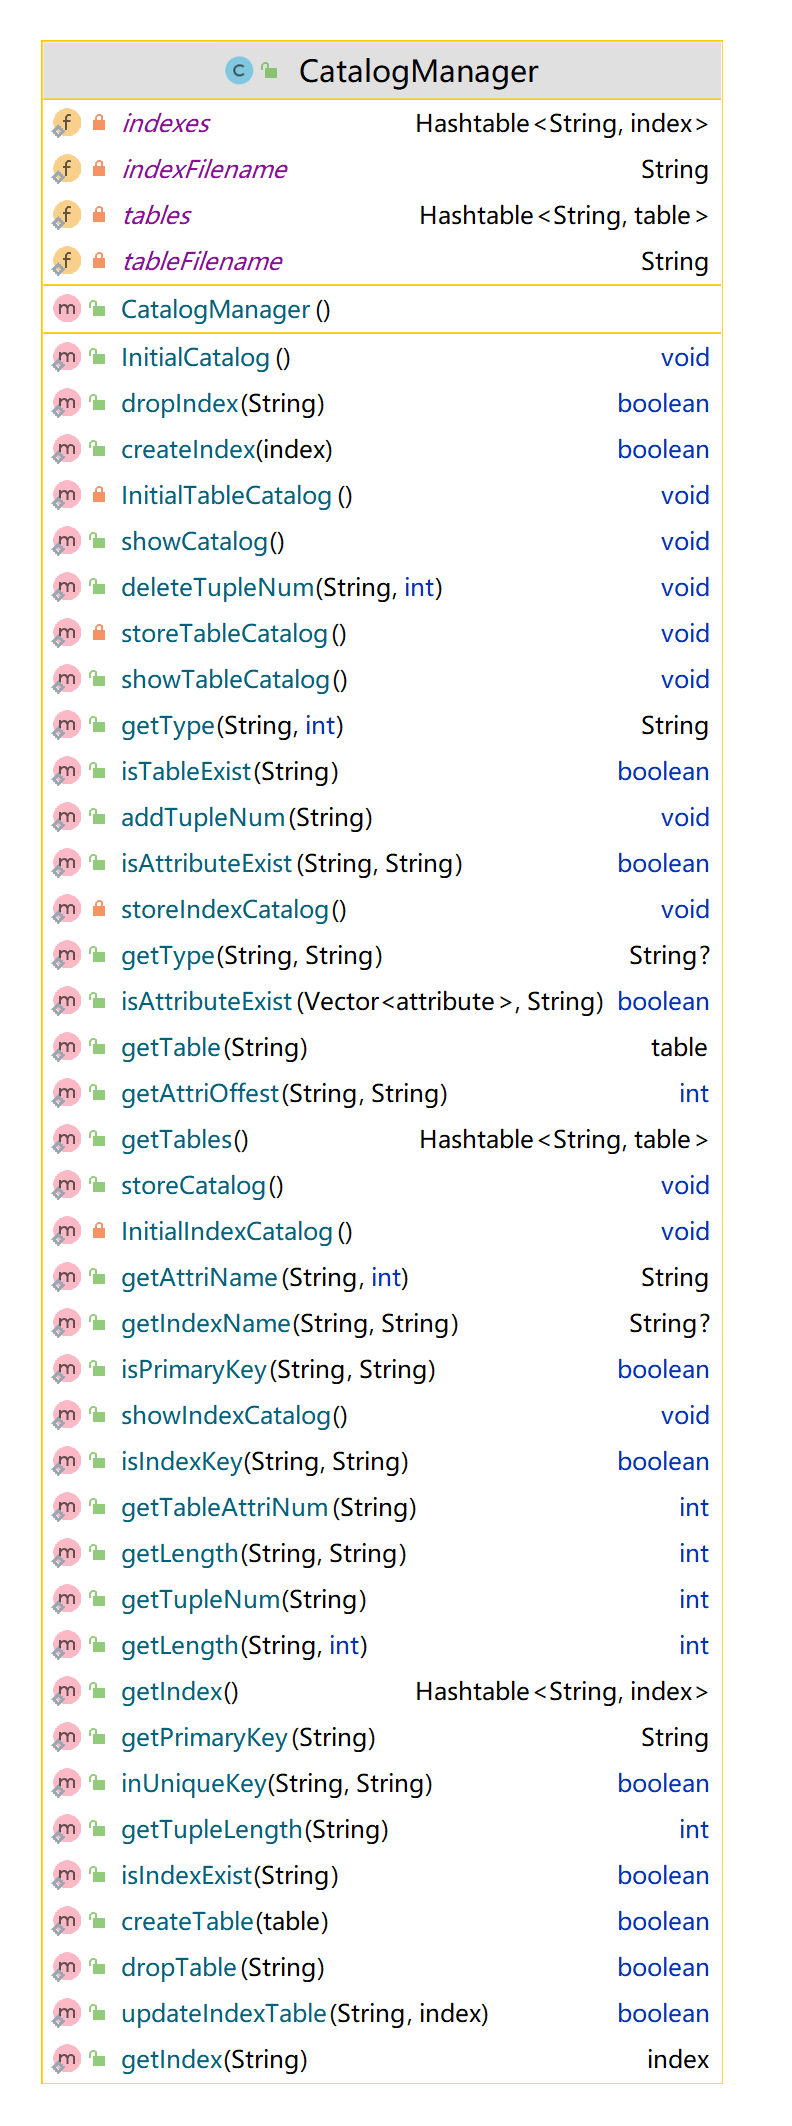 CatalogManager
indexes Hashtable<String, index>
indexFilename String
tables Hashtable<String, table>
tableFilename String
CatalogManager()
InitialCatalog() void
dropIndex(String) boolean
createIndex(index) boolean
InitialTableCatalog() void
showCatalog() void
deleteTupleNum(String, int) void
storeTableCatalog() void
showTableCatalog() void
getType(String, int) String
isTableExist(String) boolean
addTupleNum(String) void
isAttributeExist(String, String) boolean
storeIndexCatalog() void
getType(String, String) String?
isAttributeExist(Vector<attribute>, String) boolean
getTable(String) table
getAttriOffest(String, String) int
getTables() Hashtable<String, table>
storeCatalog() void
InitialIndexCatalog() void
getAttriName(String, int) String
getIndexName(String, String) String?
isPrimaryKey(String, String) boolean
showIndexCatalog() void
isIndexKey(String, String) boolean
getTableAttriNum(String) int
getLength(String, String) int
getTupleNum(String) int
getLength(String, int) int
getIndex() Hashtable<String, index>
getPrimaryKey(String) String
inUniqueKey(String, String) boolean
getTupleLength(String) int
isIndexExist(String) boolean
createTable(table) boolean
dropTable(String) boolean
updateIndexTable(String, index) boolean
getIndex(String) index